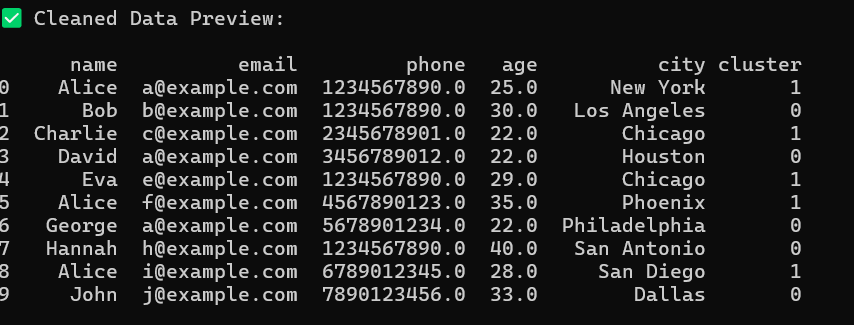 ✅ Cleaned Data Preview:
name email phone age city cluster
0 Alice a@example.com 1234567890.0 25.0 New York 1
1 Bob b@example.com 1234567890.0 30.0 Los Angeles 0
2 Charlie c@example.com 2345678901.0 22.0 Chicago 1
3 David a@example.com 3456789012.0 22.0 Houston 0
4 Eva e@example.com 1234567890.0 29.0 Chicago 1
5 Alice f@example.com 4567890123.0 35.0 Phoenix 1
6 George a@example.com 5678901234.0 22.0 Philadelphia 0
7 Hannah h@example.com 1234567890.0 40.0 San Antonio 0
8 Alice i@example.com 6789012345.0 28.0 San Diego 1
9 John j@example.com 7890123456.0 33.0 Dallas 0